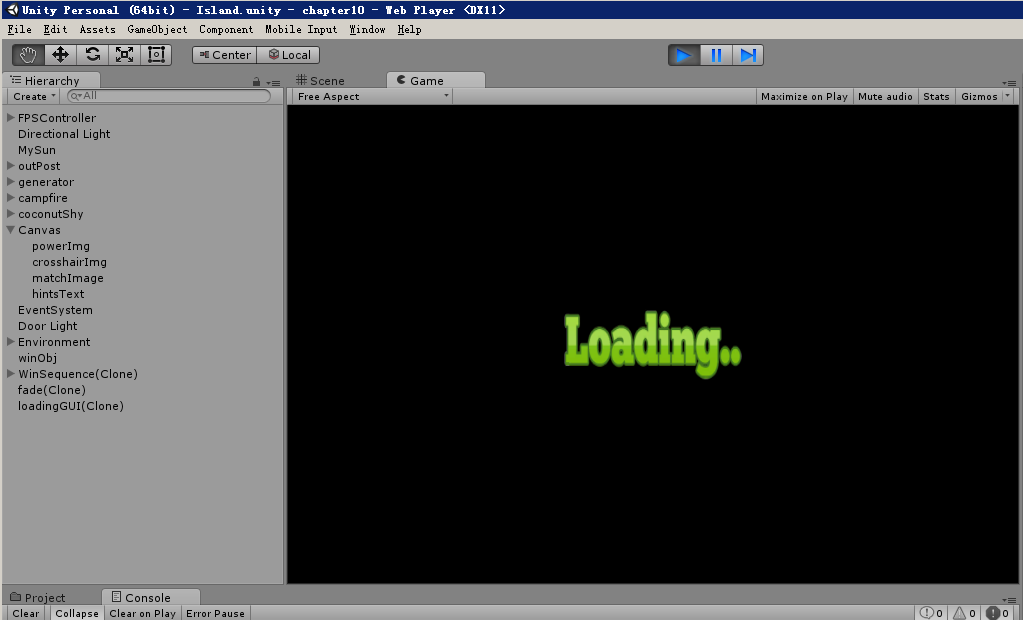 Unity Personal (64bit) - Island.unity - chapter10 - Web Player <DX11>
File Edit Assets GameObject Component Mobile Input Window Help
Center Local
Hierarchy Scene Game
Create All Free Aspect Maximize on Play Mute audio Stats Gizmos
FPSController
Directional Light
MySun
outPost
generator
campfire
coconutShy
Canvas
powerImg
crosshairImg
matchImage
hintsText
EventSystem
Door Light
Environment
winObj
WinSequence(Clone)
fade(Clone)
loadingGUI(Clone)
Loading..
Project Console
Clear Collapse Clear on Play Error Pause 0 0 0